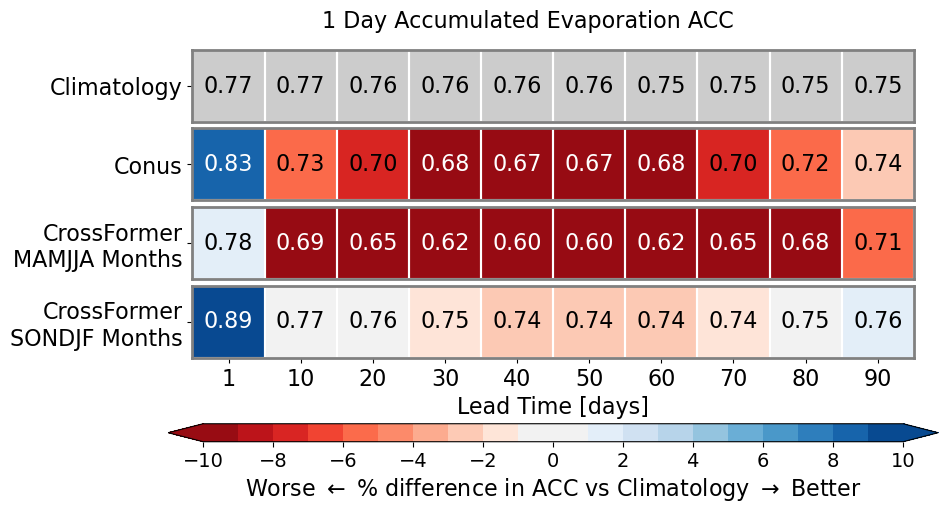 1 Day Accumulated Evaporation ACC
Climatology 0.77 0.77 0.76 0.76 0.76 0.76 0.75 0.75 0.75 0.75
Conus 0.83 0.73 0.70 0.68 0.67 0.67 0.68 0.70 0.72 0.74
CrossFormer
MAMJJA Months 0.78 0.69 0.65 0.62 0.60 0.60 0.62 0.65 0.68 0.71
CrossFormer
SONDJF Months 0.89 0.77 0.76 0.75 0.74 0.74 0.74 0.74 0.75 0.76
1 10 20 30 40 50 60 70 80 90
Lead Time [days]
−10 −8 −6 −4 −2 0 2 4 6 8 10
Worse ← % difference in ACC vs Climatology → Better